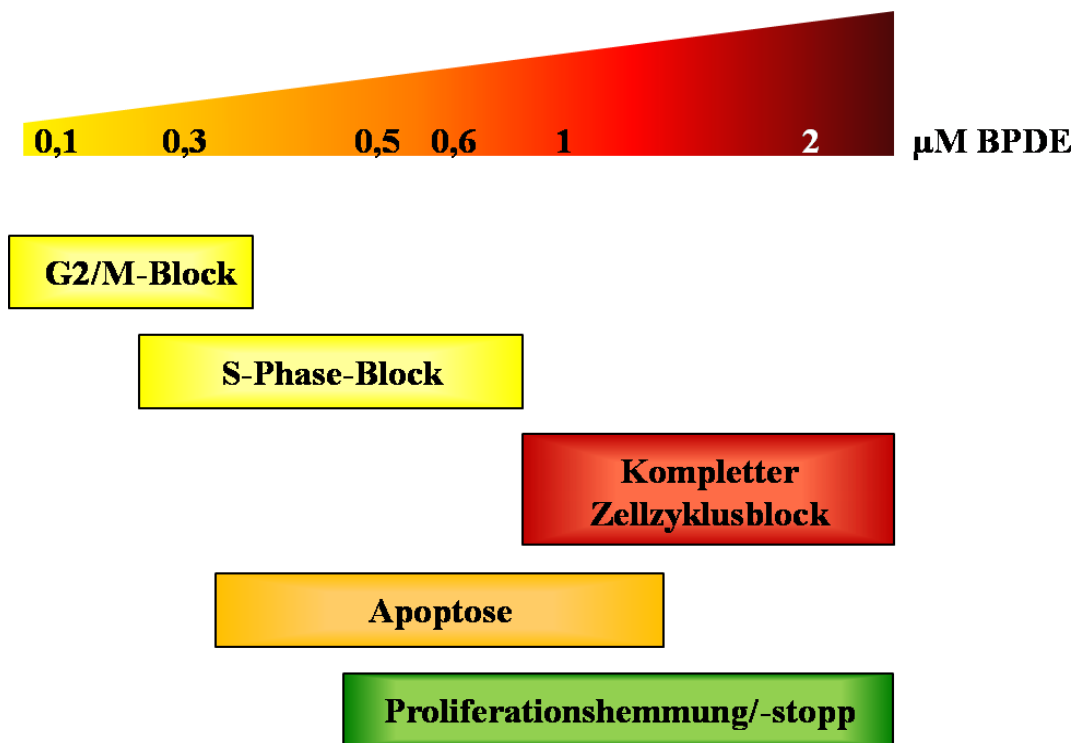 0,1 0,3 0,5 0,6 1 2 µM BPDE
G2/M-Block
S-Phase-Block
Kompletter
Zellzyklusblock
Apoptose
Proliferationshemmung/-stopp